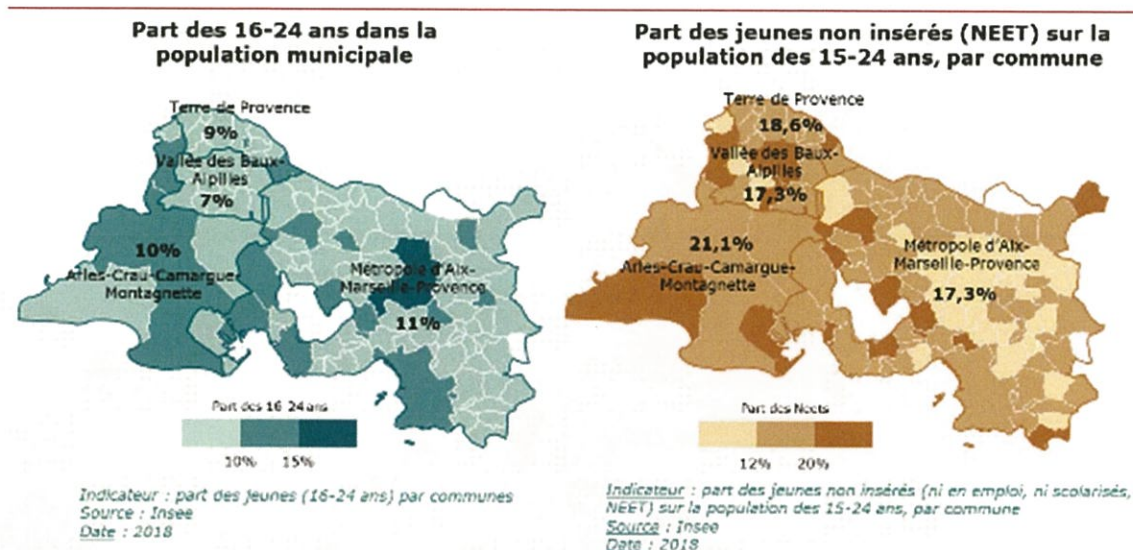 Part des 16-24 ans dans la
population municipale
Terre de Provence
9%
Vallée des Baux-
Alpilles
7%
10%
Arles-Crau-Camargue-
Montagnette
Métropole d'Aix-
Marseille-Provence
11%
Part des 16-24 ans
10% 15%
Indicateur : part des jeunes (16-24 ans) par communes
Source : Insee
Date : 2018
Part des jeunes non insérés (NEET) sur la
population des 15-24 ans, par commune
Terre de Provence
18,6%
Vallée des Baux-
Alpilles
17,3%
21,1%
Arles-Crau-Camargue-
Montagnette
Métropole d'Aix-
Marseille-Provence
17,3%
Part des Neets
12% 20%
Indicateur : part des jeunes non insérés (ni en emploi, ni scolarisés,
NEET) sur la population des 15-24 ans, par commune
Source : Insee
Date : 2018